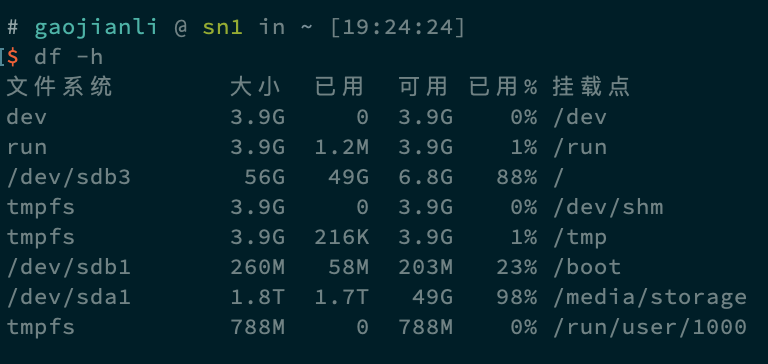 # gaojianli @ sn1 in ~ [19:24:24]
[$ df -h
文件系统 大小 已用 可用 已用% 挂载点
dev 3.9G 0 3.9G 0% /dev
run 3.9G 1.2M 3.9G 1% /run
/dev/sdb3 56G 49G 6.8G 88% /
tmpfs 3.9G 0 3.9G 0% /dev/shm
tmpfs 3.9G 216K 3.9G 1% /tmp
/dev/sdb1 260M 58M 203M 23% /boot
/dev/sda1 1.8T 1.7T 49G 98% /media/storage
tmpfs 788M 0 788M 0% /run/user/1000